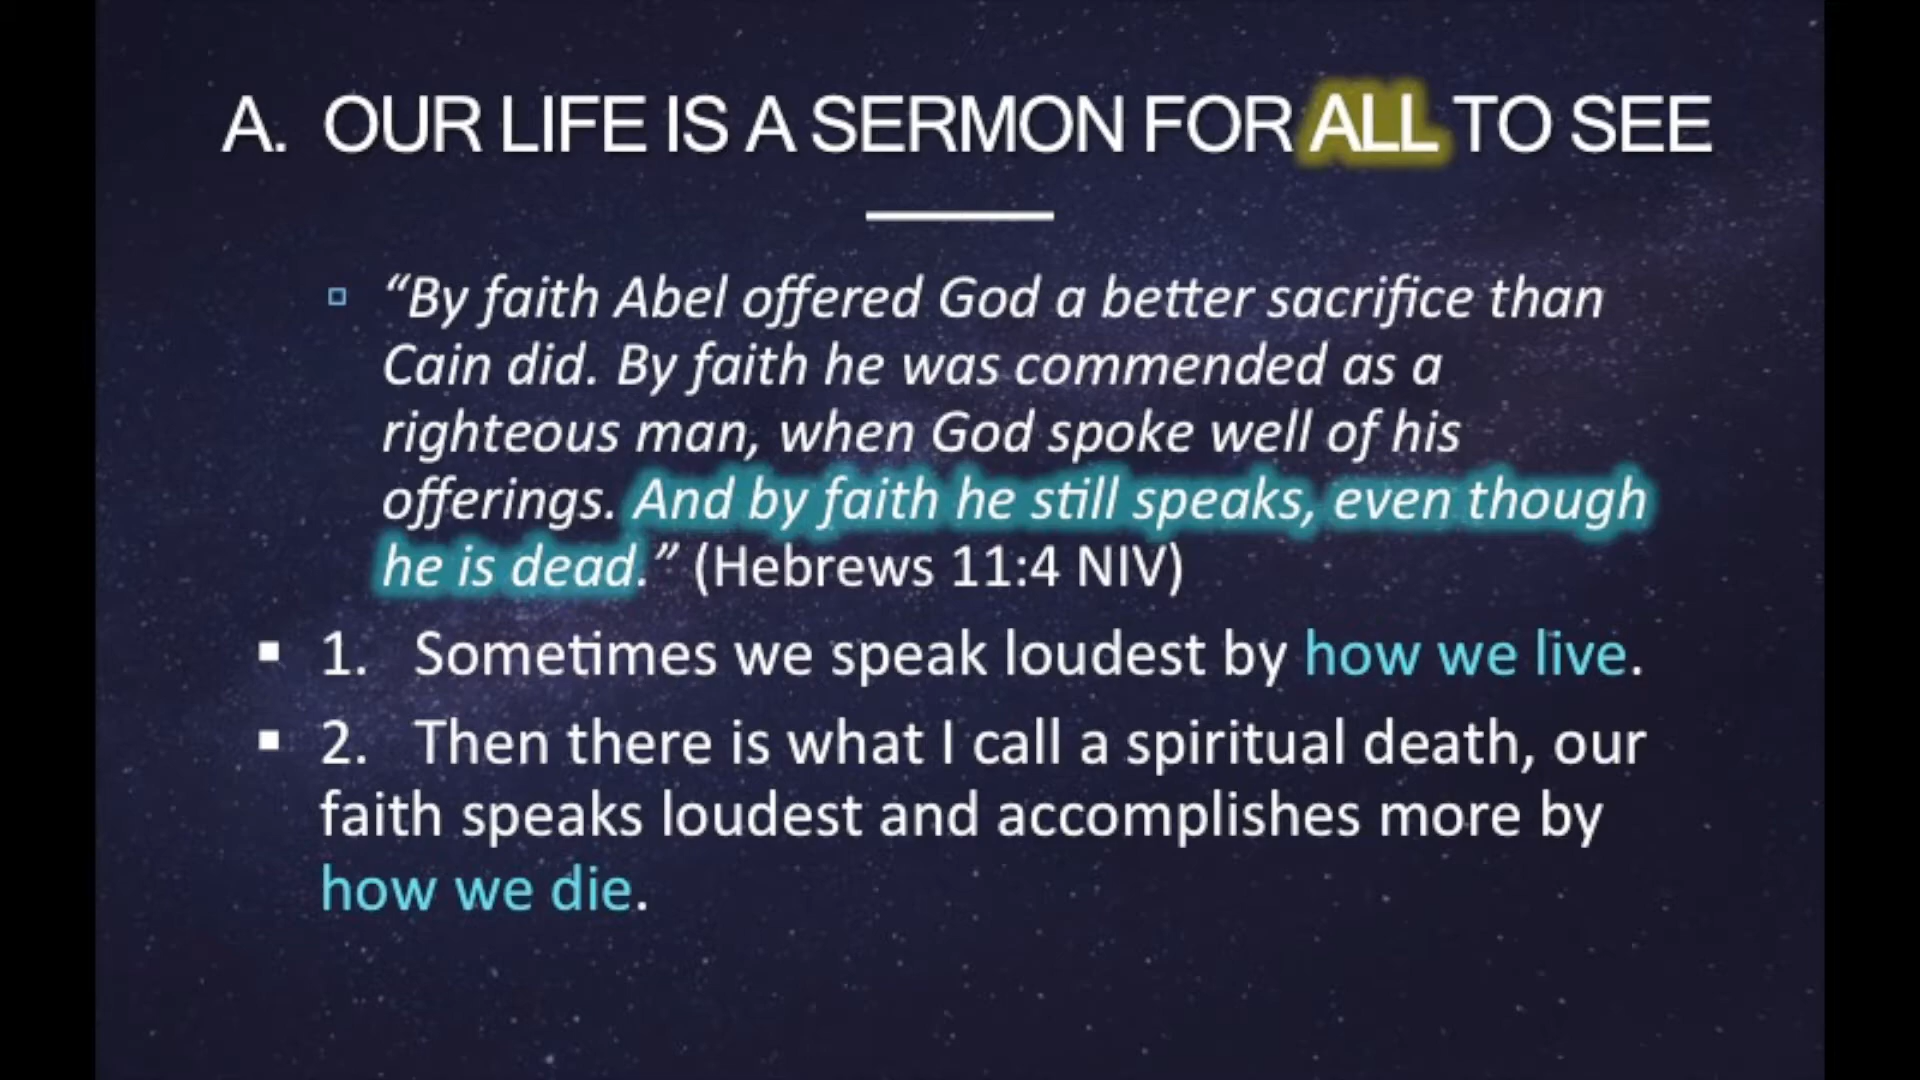 A. OUR LIFE IS A SERMON FOR ALL TO SEE
“By faith Abel offered God a better sacrifice than
Cain did. By faith he was commended as a
righteous man, when God spoke well of his
offerings. And by faith he still speaks, even though
he is dead.” (Hebrews 11:4 NIV)
1. Sometimes we speak loudest by how we live.
2. Then there is what I call a spiritual death, our
faith speaks loudest and accomplishes more by
how we die.